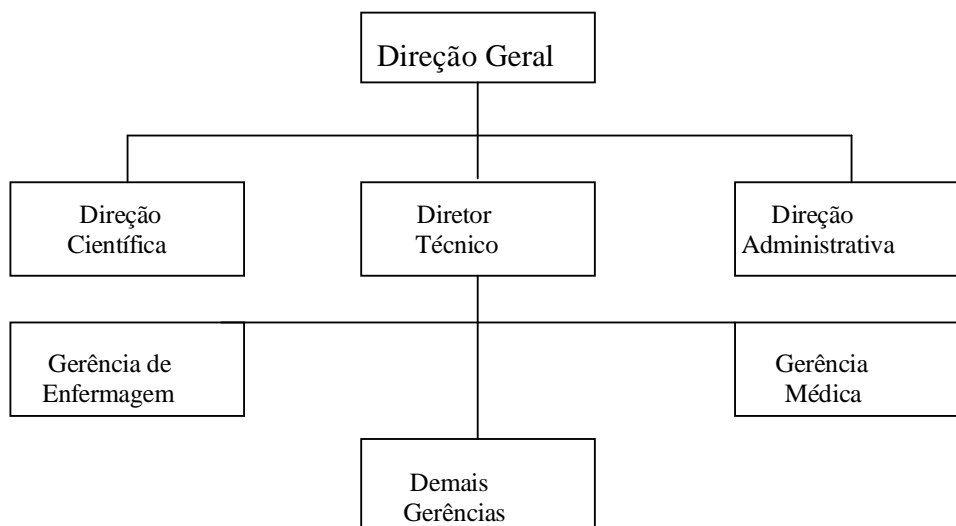 Direção Geral
Direção
Científica
Diretor
Técnico
Direção
Administrativa
Gerência de
Enfermagem
Gerência
Médica
Demais
Gerências